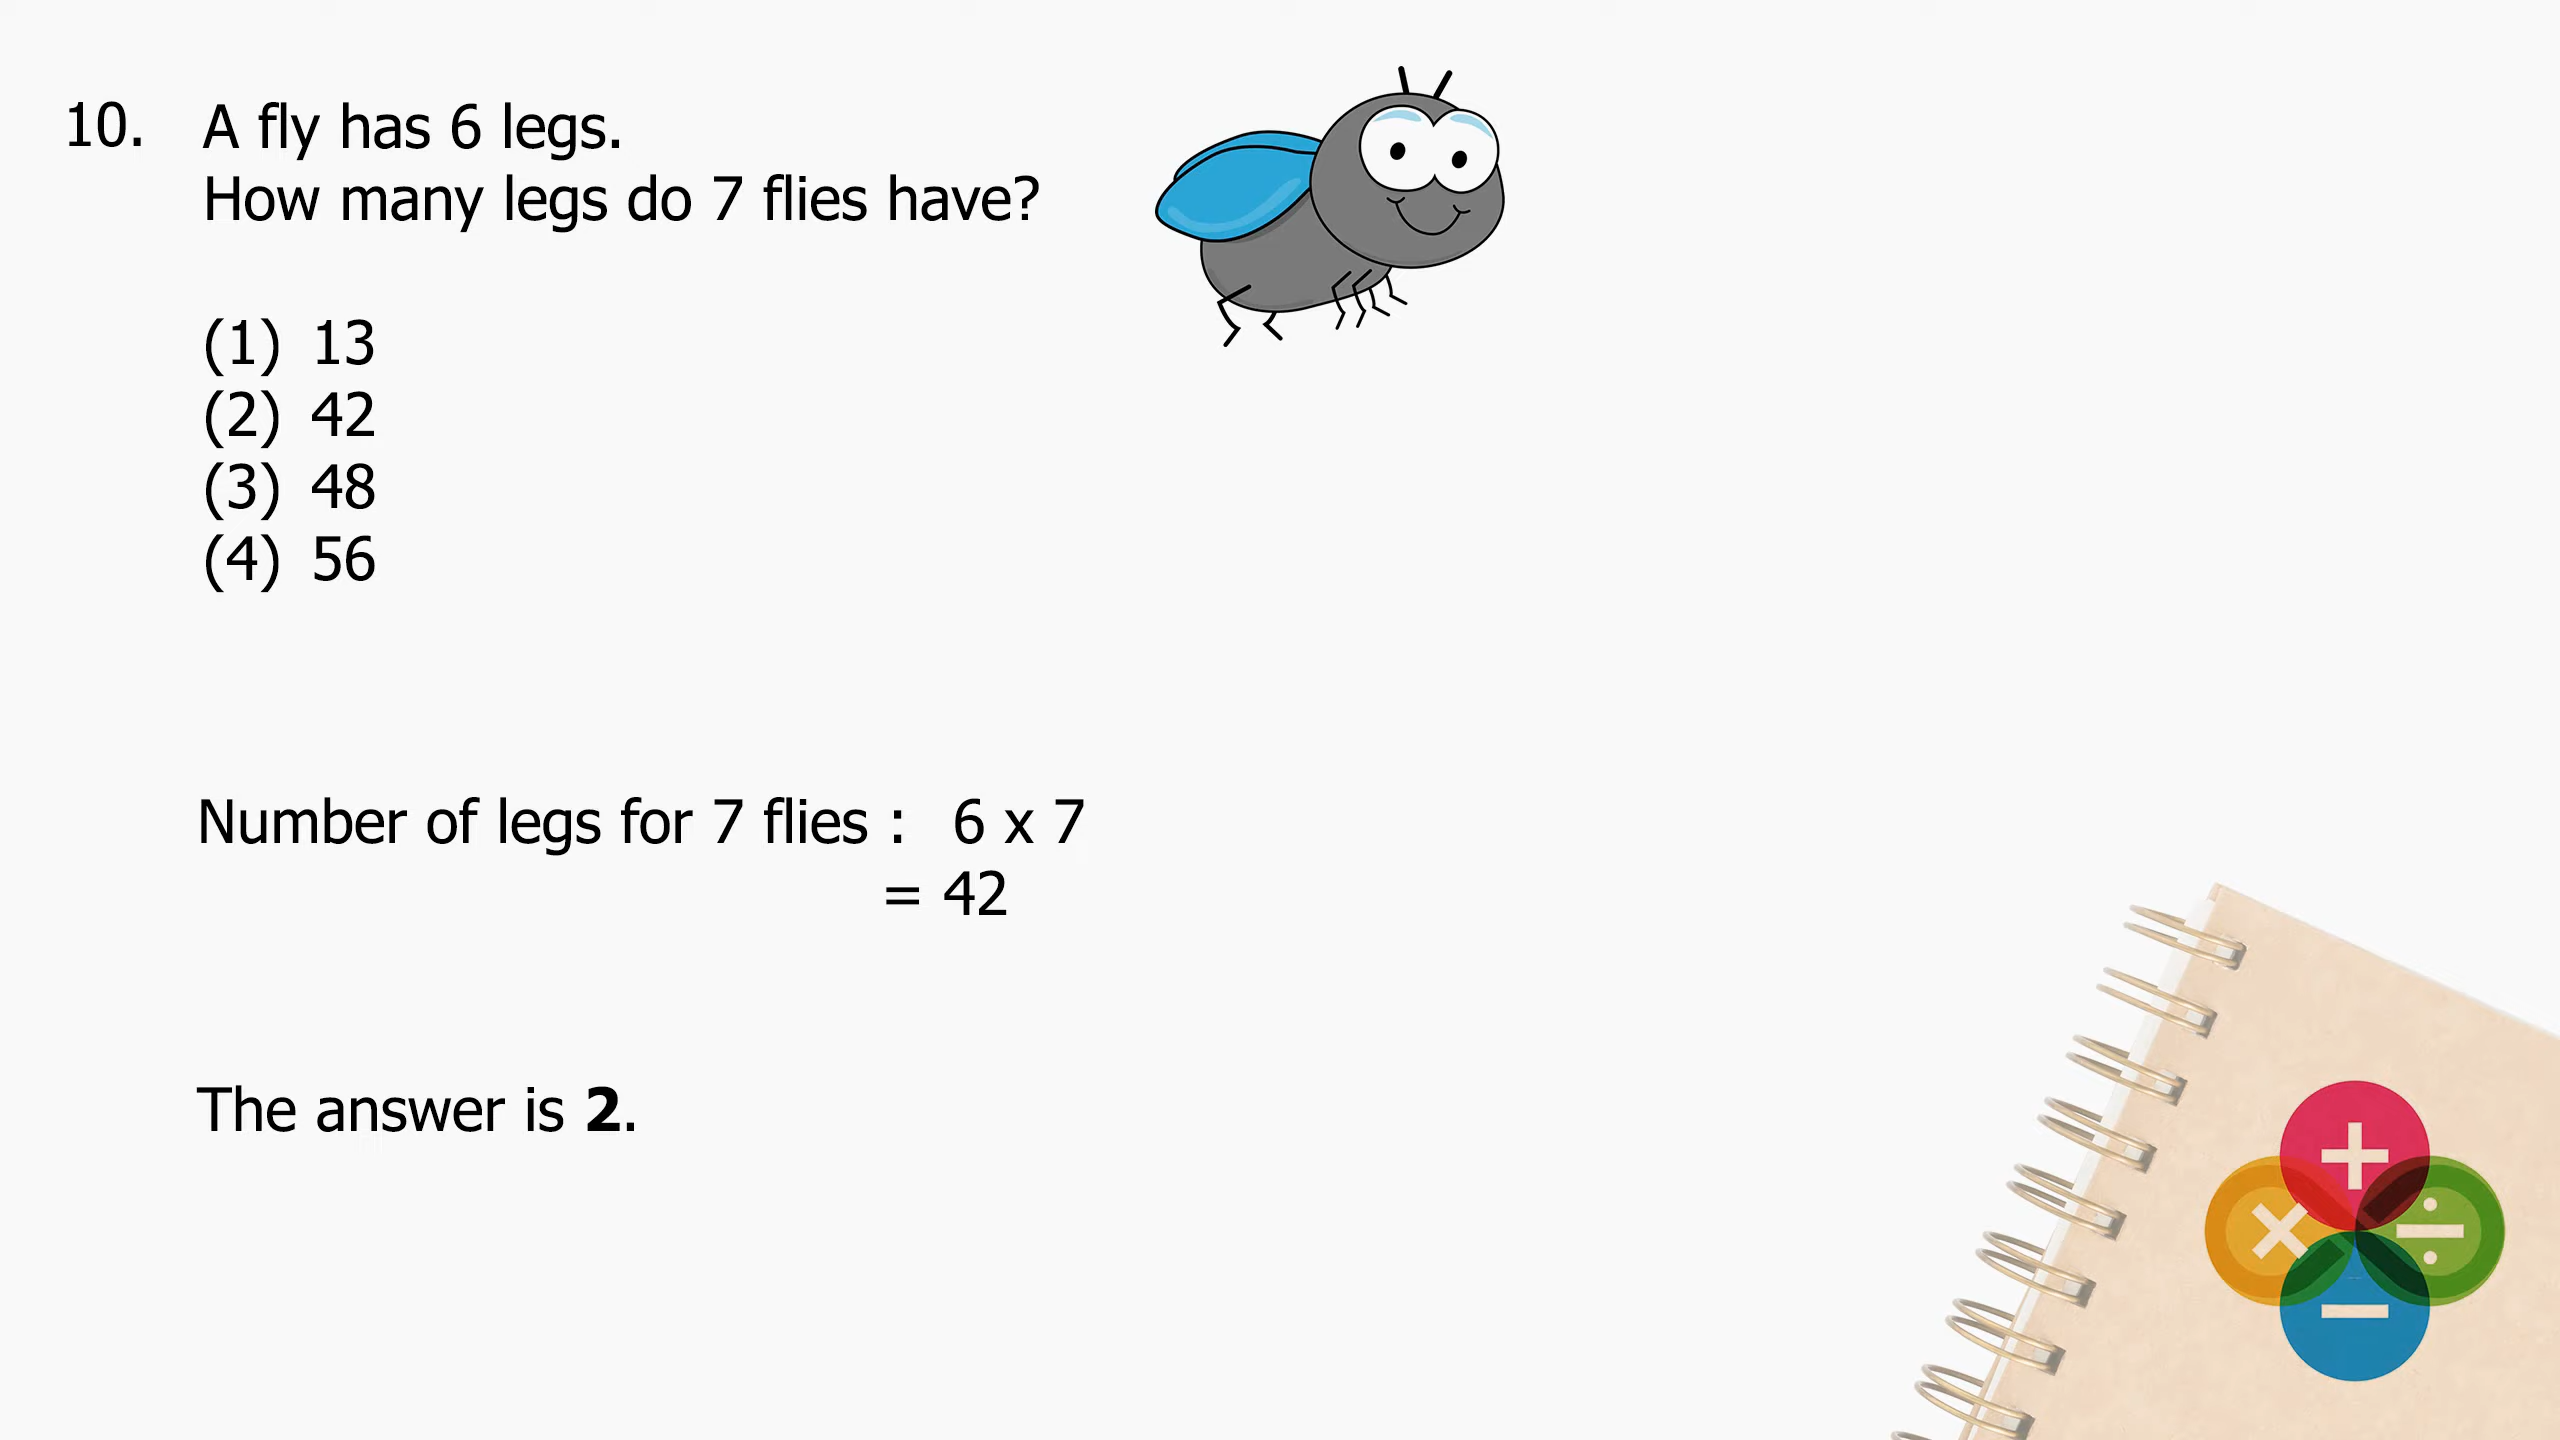 10. A fly has 6 legs.
How many legs do 7 flies have?
(1) 13
(2) 42
(3) 48
(4) 56
Number of legs for 7 flies : 6 x 7
= 42
The answer is 2.
+
× ÷
−